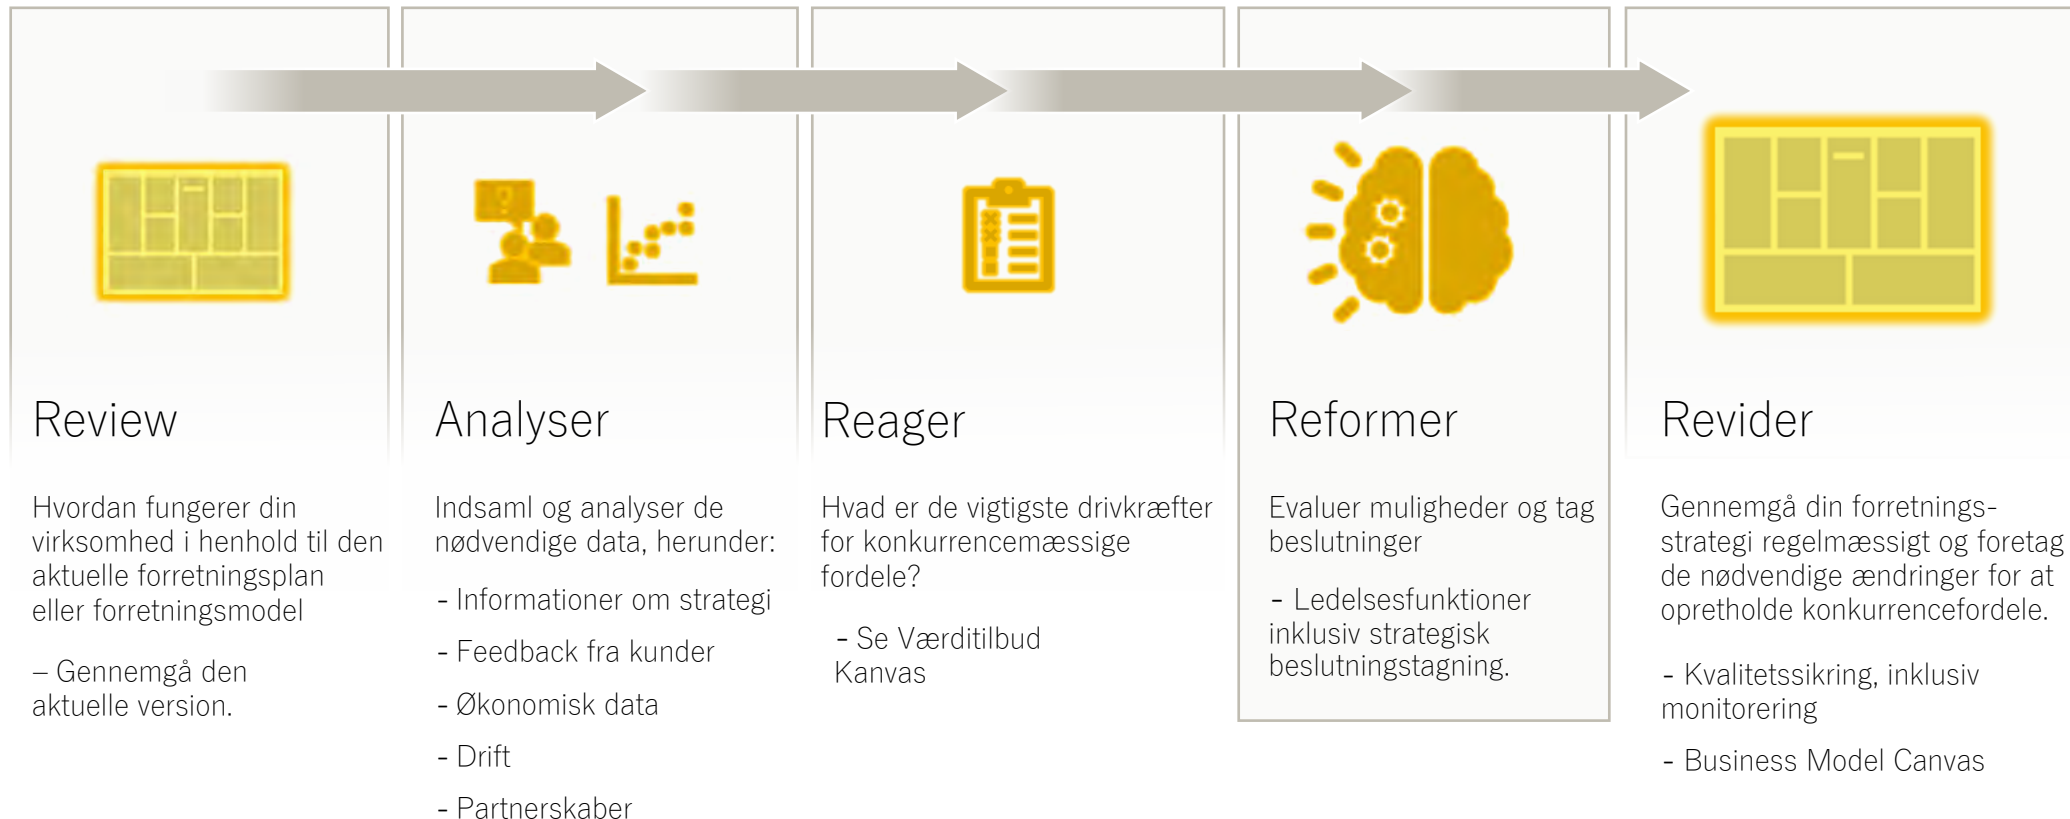 Review
Hvordan fungerer din
virksomhed i henhold til den
aktuelle forretningsplan
eller forretningsmodel
– Gennemgå den
aktuelle version.
Analyser
Indsaml og analyser de
nødvendige data, herunder:
- Informationer om strategi
- Feedback fra kunder
- Økonomisk data
- Drift
- Partnerskaber
Reager
Hvad er de vigtigste drivkræfter
for konkurrencemæssige
fordele?
- Se Værditilbud
Kanvas
Reformer
Evaluer muligheder og tag
beslutninger
- Ledelsesfunktioner
inklusiv strategisk
beslutningstagning.
Revider
Gennemgå din forretnings-
strategi regelmæssigt og foretag
de nødvendige ændringer for at
opretholde konkurrencefordele.
- Kvalitetssikring, inklusiv
monitorering
- Business Model Canvas